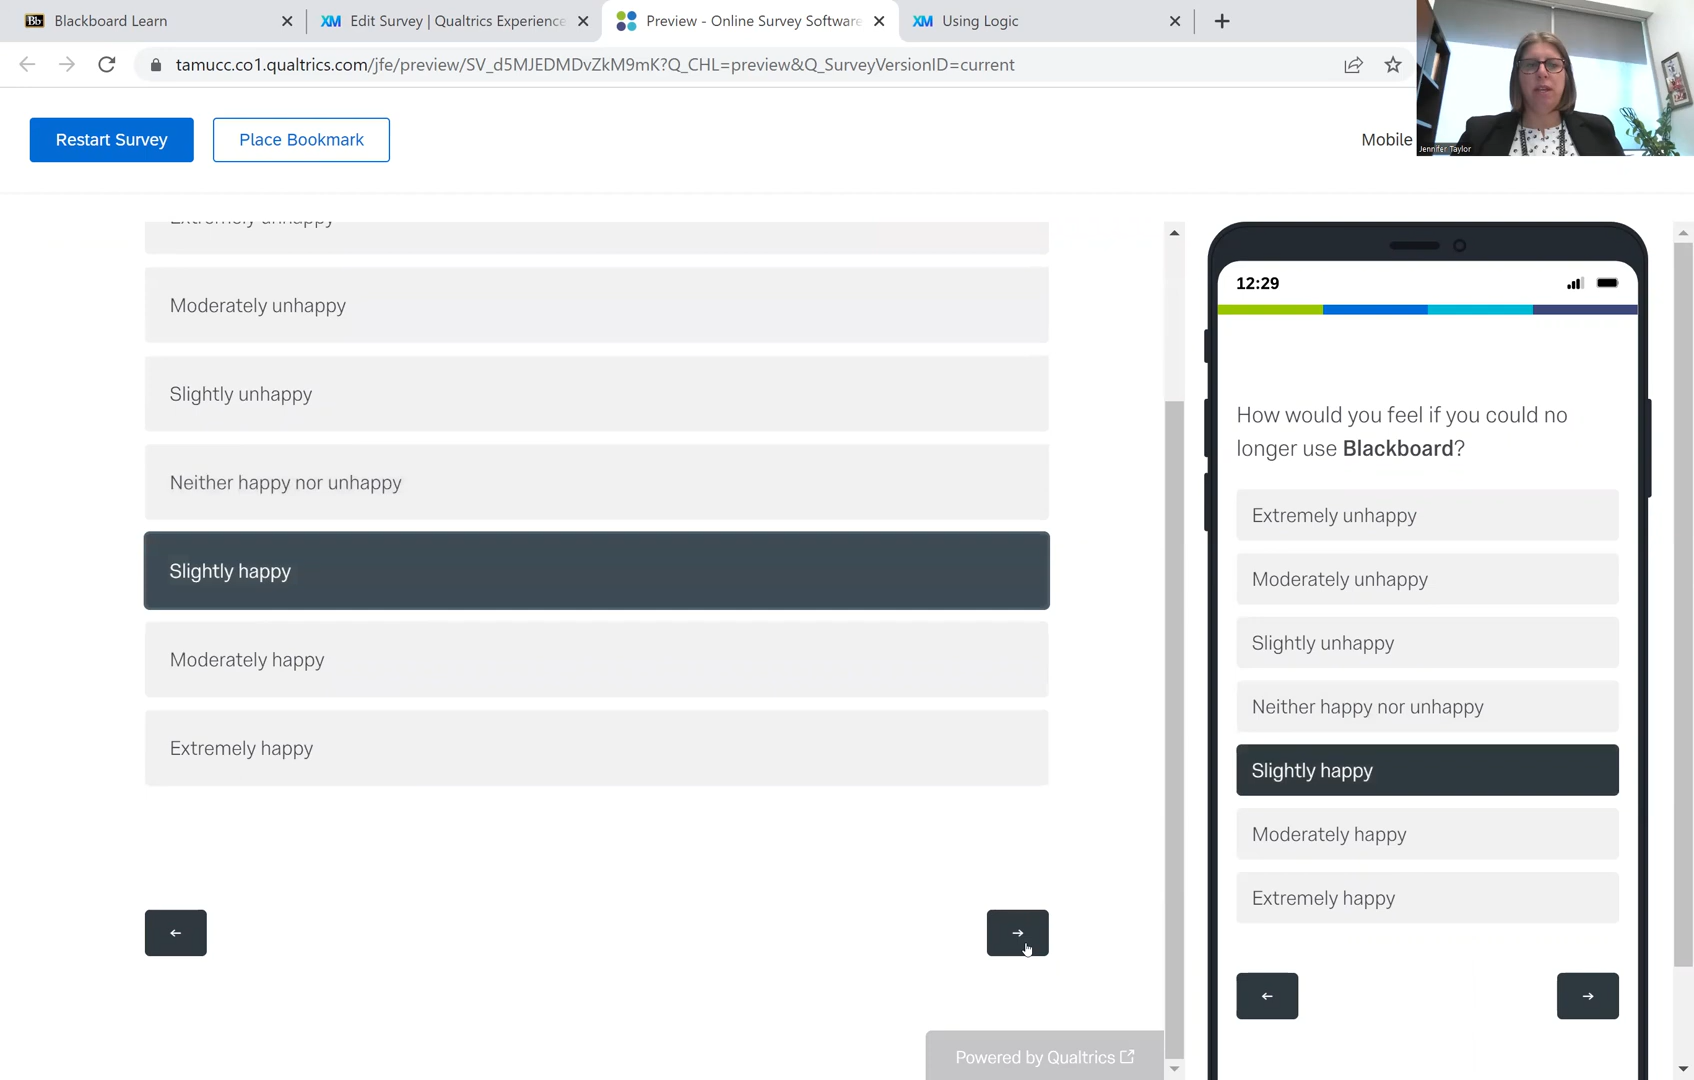 Blackboard Learn
XM Edit Survey | Qualtrics Experience
Preview - Online Survey Software
XM Using Logic
tamucc.co1.qualtrics.com/jfe/preview/SV_d5MJEDMDvZkM9mK?Q_CHL=preview&Q_SurveyVersionID=current
Restart Survey
Place Bookmark
Mobile
Jennifer Taylor
Extremely unhappy
Moderately unhappy
Slightly unhappy
Neither happy nor unhappy
Slightly happy
Moderately happy
Extremely happy
Powered by Qualtrics
12:29
How would you feel if you could no
longer use Blackboard?
Extremely unhappy
Moderately unhappy
Slightly unhappy
Neither happy nor unhappy
Slightly happy
Moderately happy
Extremely happy